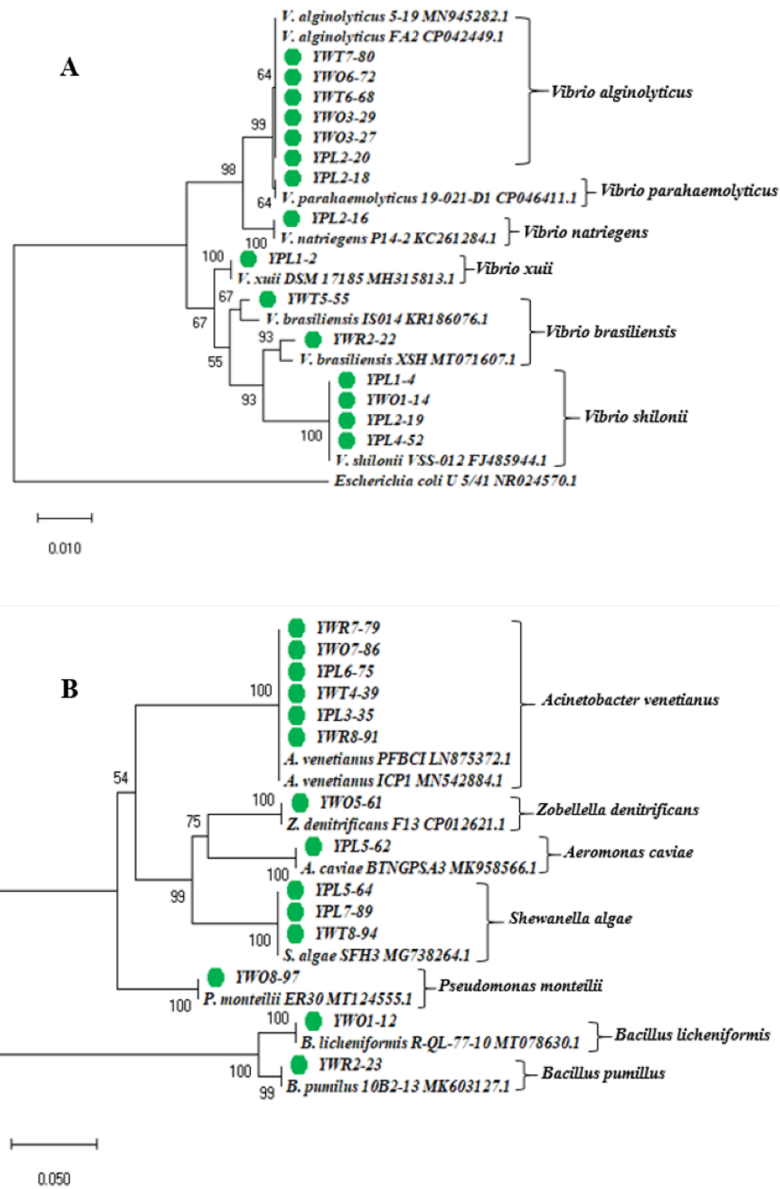 V. alginolyticus 5-19 MN945282.1
V. alginolyticus FA2 CP042449.1
A
YWT7-80
64
YWO6-72
YWT6-68
Vibrio alginolyticus
YWO3-29
99
YWO3-27
YPL2-20
98
YPL2-18
64
V. parahaemolyticus 19-021-D1 CP046411.1
Vibrio parahaemolyticus
YPL2-16
100
V. natriegens P14-2 KC261284.1
Vibrio natriegens
100
YPL1-2
V. xuii DSM 17185 MH315813.1
Vibrio xuii
67
YWT5-55
67
V. brasiliensis IS014 KR186076.1
Vibrio brasiliensis
93
YWR2-22
55
V. brasiliensis XSH MT071607.1
YPL1-4
93
YWO1-14
YPL2-19
Vibrio shilonii
100
YPL4-52
V. shilonii VSS-012 FJ485944.1
Escherichia coli U 5/41 NR024570.1
0.010
YWR7-79
YWO7-86
B
YPL6-75
100
YWT4-39
Acinetobacter venetianus
YPL3-35
YWR8-91
A. venetianus PFBCI LN875372.1
54
A. venetianus ICP1 MN542884.1
100
YWO5-61
75
Z. denitrificans F13 CP012621.1
Zobellella denitrificans
YPL5-62
100
A. caviae BTNGPSA3 MK958566.1
Aeromonas caviae
99
YPL5-64
YPL7-89
Shewanella algae
100
YWT8-94
S. algae SFH3 MG738264.1
YWO8-97
100
P. monteilii ER30 MT124555.1
Pseudomonas monteilii
100
YWO1-12
B. licheniformis R-QL-77-10 MT078630.1
Bacillus licheniformis
100
YWR2-23
99
B. pumilus 10B2-13 MK603127.1
Bacillus pumillus
0.050